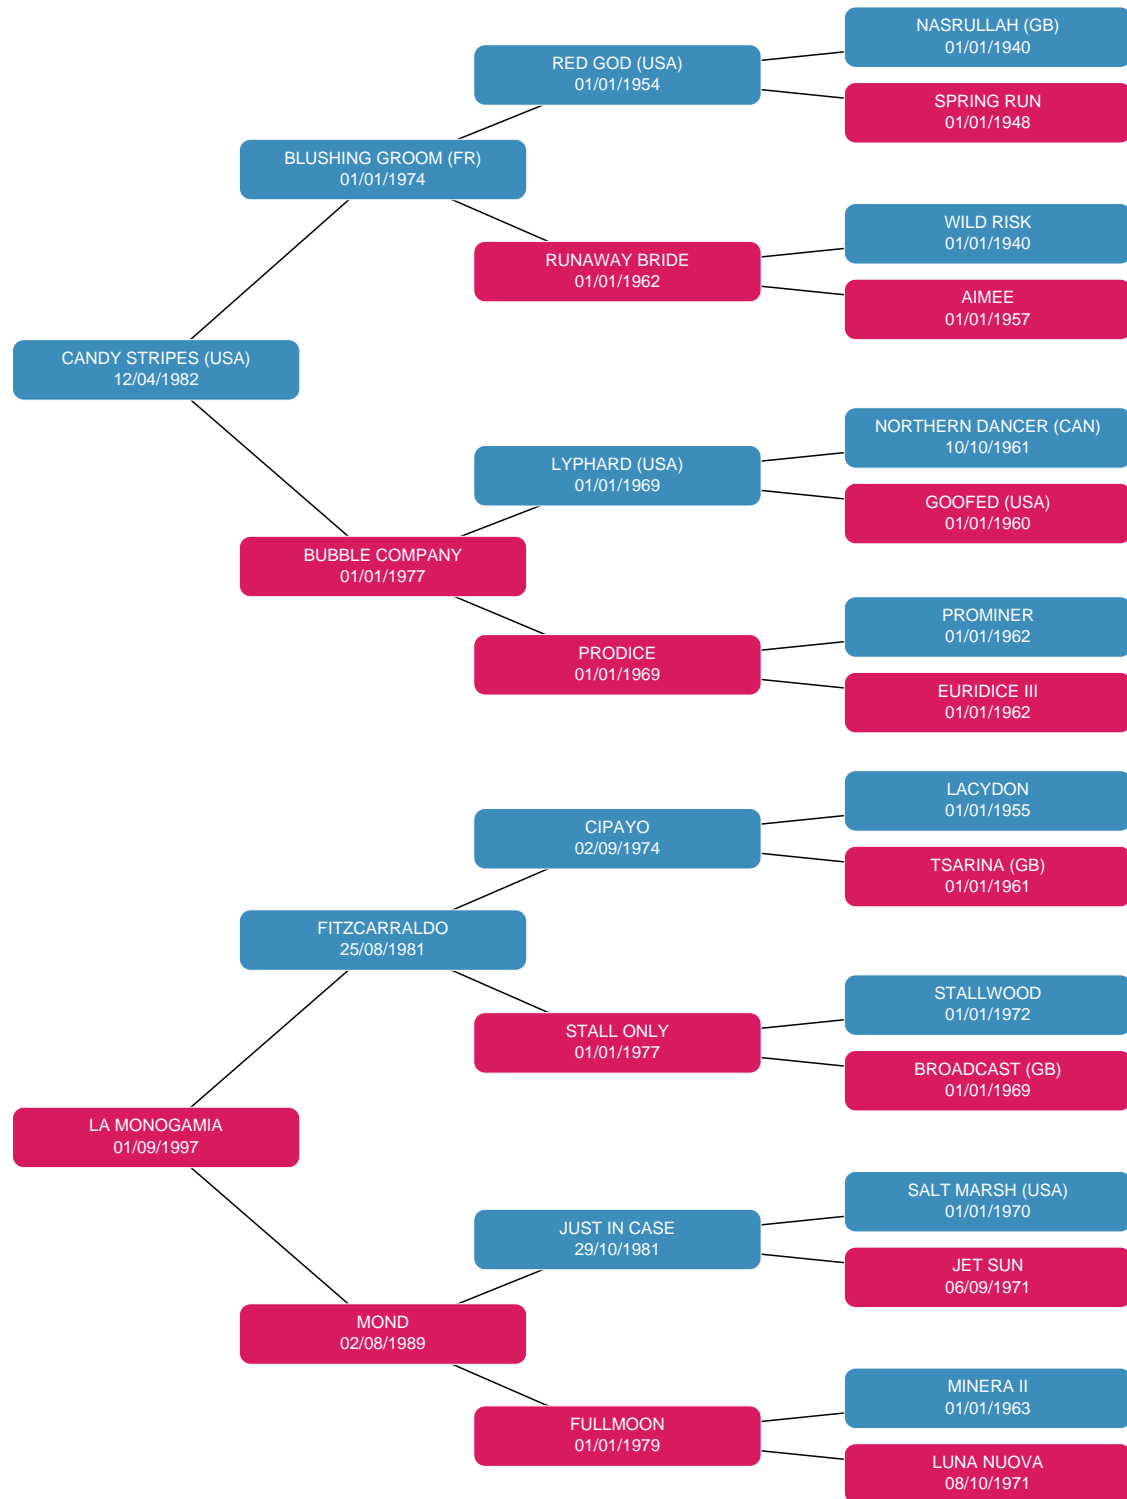 NASRULLAH (GB)
01/01/1940
RED GOD (USA)
01/01/1954
SPRING RUN
01/01/1948
BLUSHING GROOM (FR)
01/01/1974
WILD RISK
01/01/1940
RUNAWAY BRIDE
01/01/1962
AIMEE
01/01/1957
CANDY STRIPES (USA)
12/04/1982
NORTHERN DANCER (CAN)
10/10/1961
LYPHARD (USA)
01/01/1969
GOOFED (USA)
01/01/1960
BUBBLE COMPANY
01/01/1977
PROMINER
01/01/1962
PRODICE
01/01/1969
EURIDICE III
01/01/1962
LACYDON
01/01/1955
CIPAYO
02/09/1974
TSARINA (GB)
01/01/1961
FITZCARRALDO
25/08/1981
STALLWOOD
01/01/1972
STALL ONLY
01/01/1977
BROADCAST (GB)
01/01/1969
LA MONOGAMIA
01/09/1997
SALT MARSH (USA)
01/01/1970
JUST IN CASE
29/10/1981
JET SUN
06/09/1971
MOND
02/08/1989
MINERA II
01/01/1963
FULLMOON
01/01/1979
LUNA NUOVA
08/10/1971